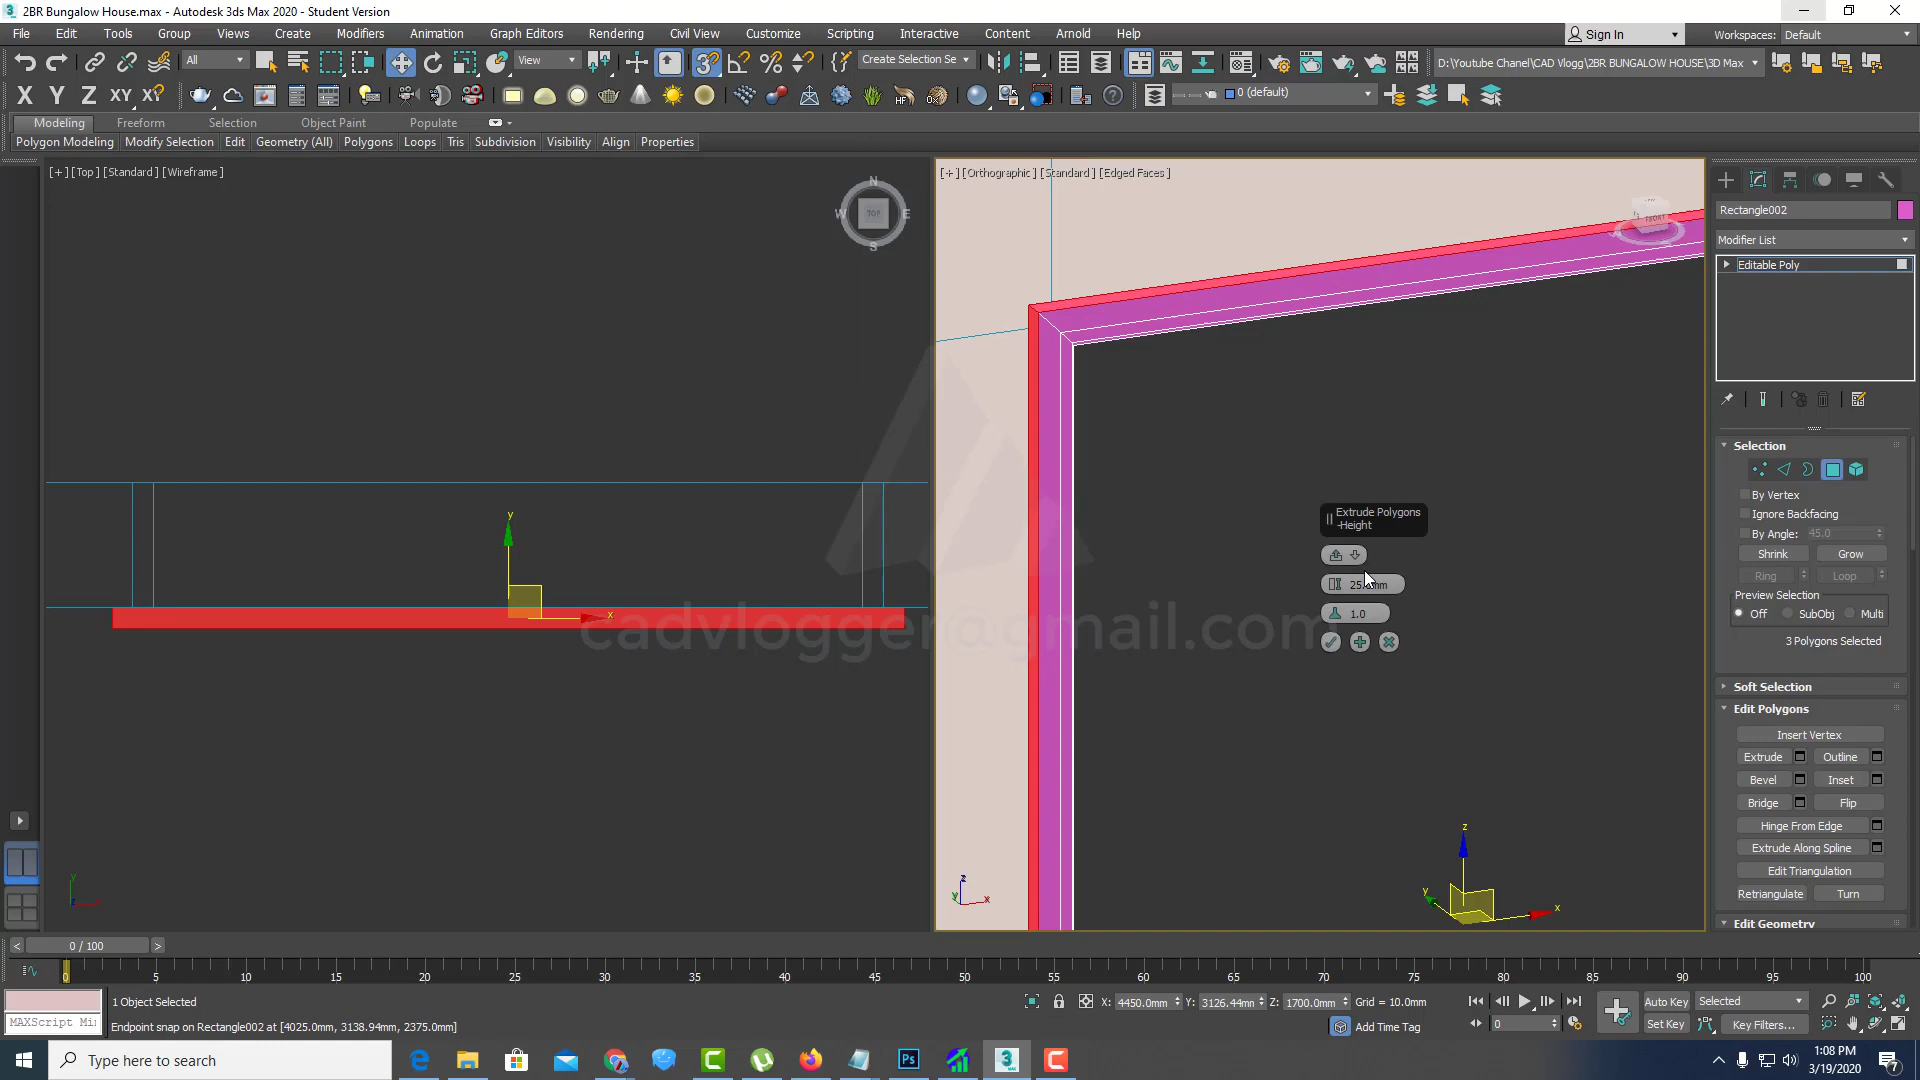 2BR Bungalow House.max - Autodesk 3ds Max 2020 - Student Version
File Edit Tools Group Views Create Modifiers Animation Graph Editors Rendering Civil View Customize Scripting Interactive Content Arnold Help
Sign In
Workspaces: Default
All
View
Create Selection Se
D:\Youtube Chanel\CAD Vlogg\2BR BUNGALOW HOUSE\3D Max
X Y Z XY
0 (default)
Modeling Freeform Selection Object Paint Populate
Polygon Modeling Modify Selection Edit Geometry (All) Polygons Loops Tris Subdivision Visibility Align Properties
[+] [Top] [Standard] [Wireframe]
[+] [Orthographic] [Standard] [Edged Faces]
N
W TOP E
S
FRONT
Rectangle002
Modifier List
Editable Poly
Selection
By Vertex
Ignore Backfacing
By Angle: 45.0
Shrink Grow
Ring Loop
Preview Selection
Off SubObj Multi
3 Polygons Selected
Soft Selection
Edit Polygons
Insert Vertex
Extrude Outline
Bevel Inset
Bridge Flip
Hinge From Edge
Extrude Along Spline
Edit Triangulation
Retriangulate Turn
Edit Geometry
Extrude Polygons
-Height
1.0
y
x
cadvlogger@gmail.com
z
y
x
z
y
x
y
z
0 / 100
0 5 10 15 20 25 30 35 40 45 50 55 60 65 70 75 80 85 90 95 100
1 Object Selected
X: 4450.0mm Y: 3126.44mm Z: 1700.0mm Grid = 10.0mm
Auto Key Selected
MAXScript Mi
Endpoint snap on Rectangle002 at [4025.0mm, 3138.94mm, 2375.0mm]
Add Time Tag
0
Set Key Key Filters...
Type here to search
Ps
3
MAX
1:08 PM
3/19/2020
7